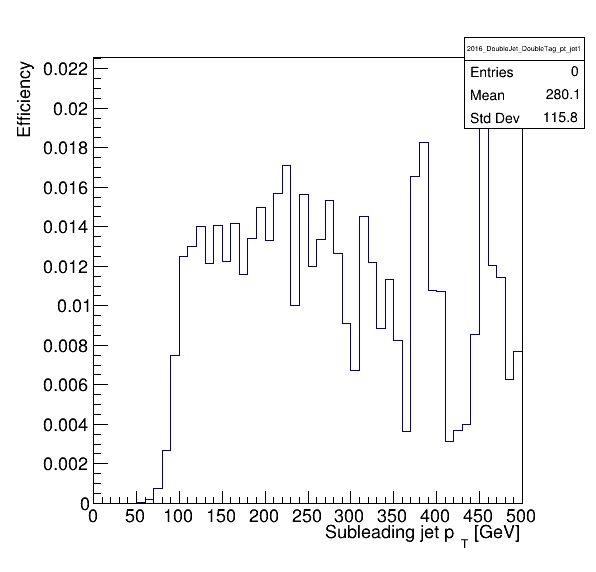 2016_DoubleJet_DoubleTag_pt_jet1
Entries 0
Mean 280.1
Std Dev 115.8
Efficiency
0.022
0.02
0.018
0.016
0.014
0.012
0.01
0.008
0.006
0.004
0.002
0
0 50 100 150 200 250 300 350 400 450 500
Subleading jet p T [GeV]